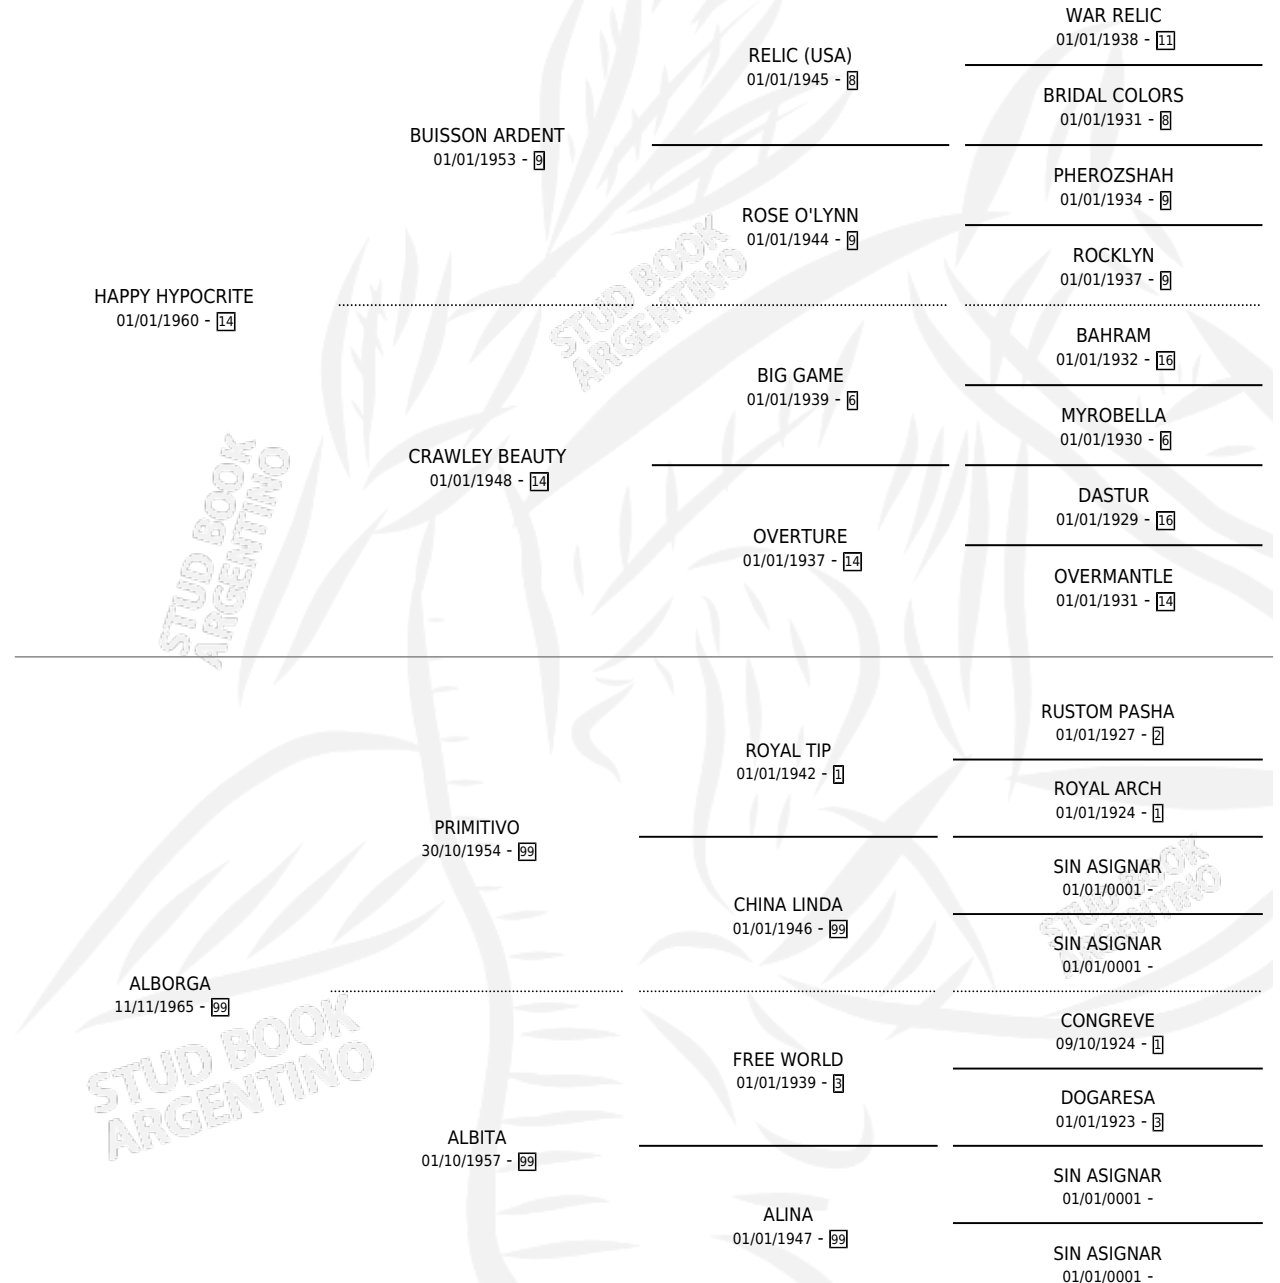 WAR RELIC
01/01/1938 - 11
RELIC (USA)
01/01/1945 - 8
BRIDAL COLORS
01/01/1931 - 8
BUISSON ARDENT
01/01/1953 - 9
PHEROZSHAH
01/01/1934 - 9
ROSE O'LYNN
01/01/1944 - 9
ROCKLYN
01/01/1937 - 9
HAPPY HYPOCRITE
01/01/1960 - 14
BAHRAM
01/01/1932 - 16
BIG GAME
01/01/1939 - 6
MYROBELLA
01/01/1930 - 6
CRAWLEY BEAUTY
01/01/1948 - 14
DASTUR
01/01/1929 - 16
OVERTURE
01/01/1937 - 14
OVERMANTLE
01/01/1931 - 14
RUSTOM PASHA
01/01/1927 - 2
ROYAL TIP
01/01/1942 - 1
ROYAL ARCH
01/01/1924 - 1
PRIMITIVO
30/10/1954 - 99
SIN ASIGNAR
01/01/0001 -
CHINA LINDA
01/01/1946 - 99
SIN ASIGNAR
01/01/0001 -
ALBORGA
11/11/1965 - 99
CONGREVE
09/10/1924 - 1
FREE WORLD
01/01/1939 - 3
DOGARESA
01/01/1923 - 3
ALBITA
01/10/1957 - 99
SIN ASIGNAR
01/01/0001 -
ALINA
01/01/1947 - 99
SIN ASIGNAR
01/01/0001 -
STUD BOOK
ARGENTINO
STUD BOOK
ARGENTINO
STUD BOOK
ARGENTINO
STUD BOOK
ARGENTINO